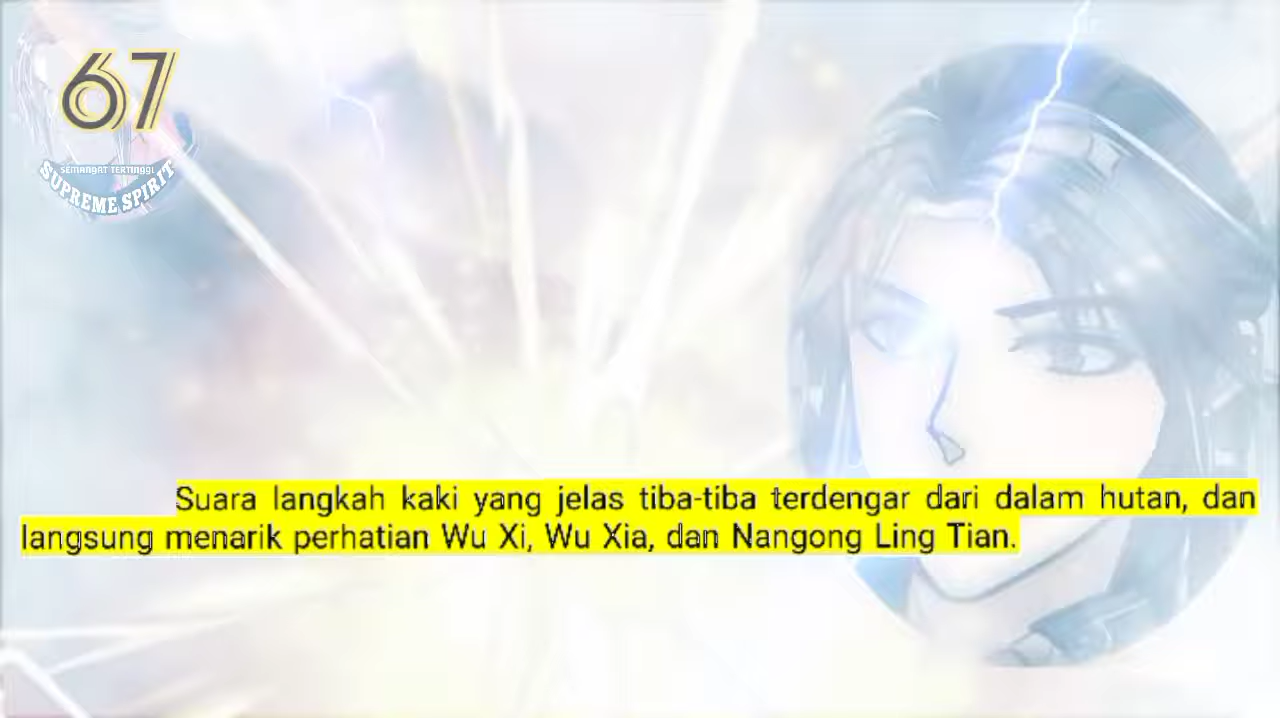 67
SEMANGAT TERTINGGI
SUPREME SPIRIT
Suara langkah kaki yang jelas tiba-tiba terdengar dari dalam hutan, dan
langsung menarik perhatian Wu Xi, Wu Xia, dan Nangong Ling Tian.